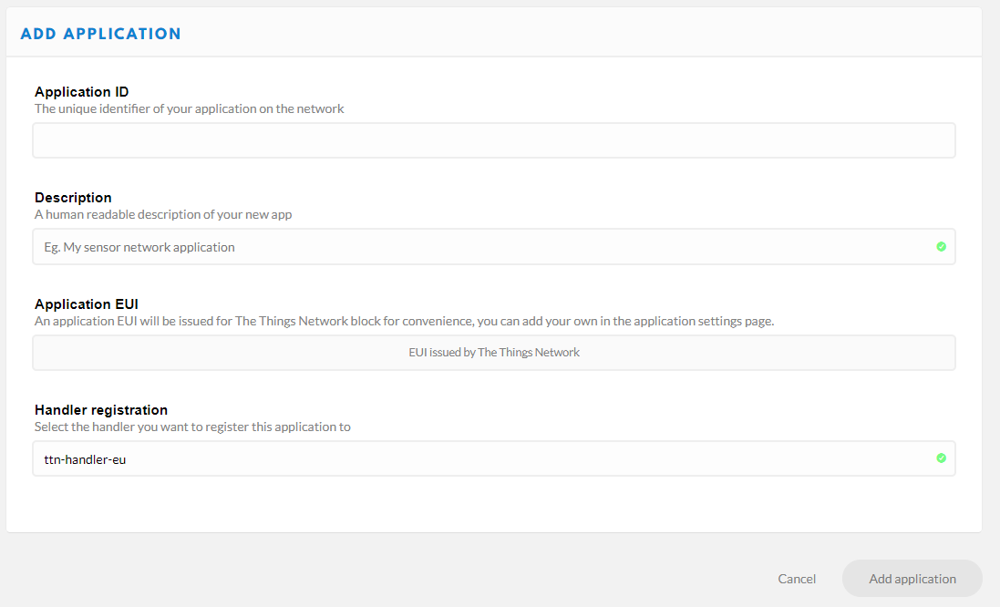 ADD APPLICATION
Application ID
The unique identifier of your application on the network
Description
A human readable description of your new app
Eg. My sensor network application
Application EUI
An application EUI will be issued for The Things Network block for convenience, you can add your own in the application settings page.
EUI issued by The Things Network
Handler registration
Select the handler you want to register this application to
ttn-handler-eu
Cancel
Add application